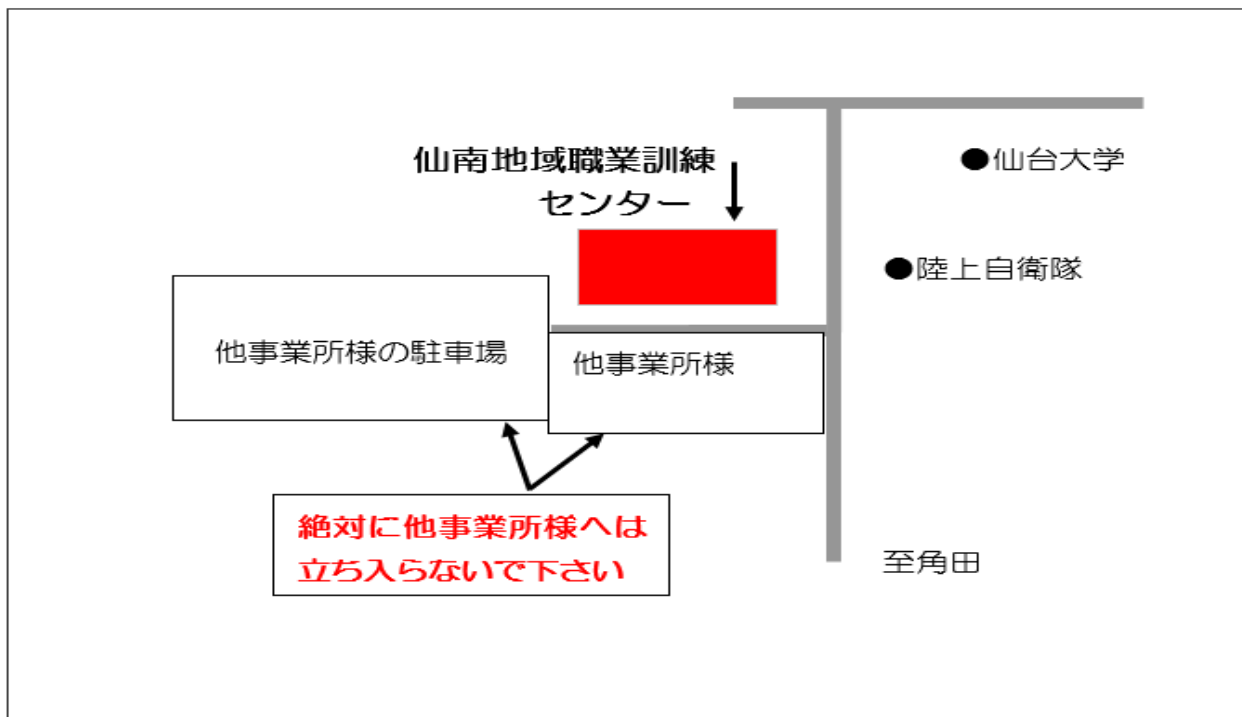 仙南地域職業訓練
センター
●仙台大学
●陸上自衛隊
他事業所様の駐車場
他事業所様
絶対に他事業所様へは
立ち入らないで下さい
至角田